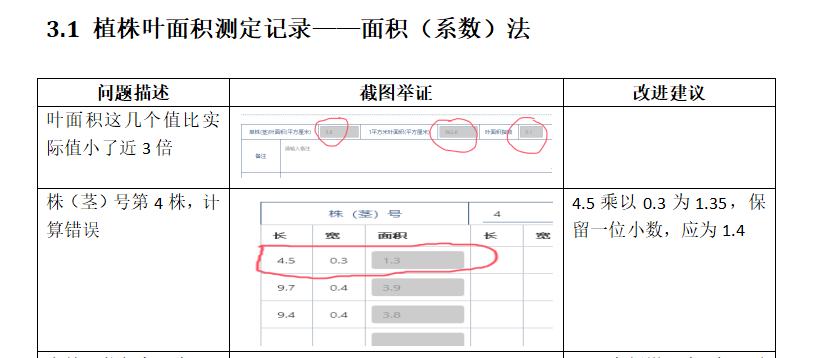 3.1 植株叶面积测定记录——面积（系数）法
问题描述 截图举证 改进建议
叶面积这几个值比实
际值小了近 3 倍
单株(茎)叶面积(平方厘米) 1平方米叶面积(平方厘米) 叶面积指数
备注 请输入备注
株（茎）号第 4 株，计
算错误
株（茎）号 4
长 宽 面积 长 宽
4.5 0.3 1.3
9.7 0.4 3.9
9.4 0.4 3.8
4.5 乘以 0.3 为 1.35，保
留一位小数，应为 1.4